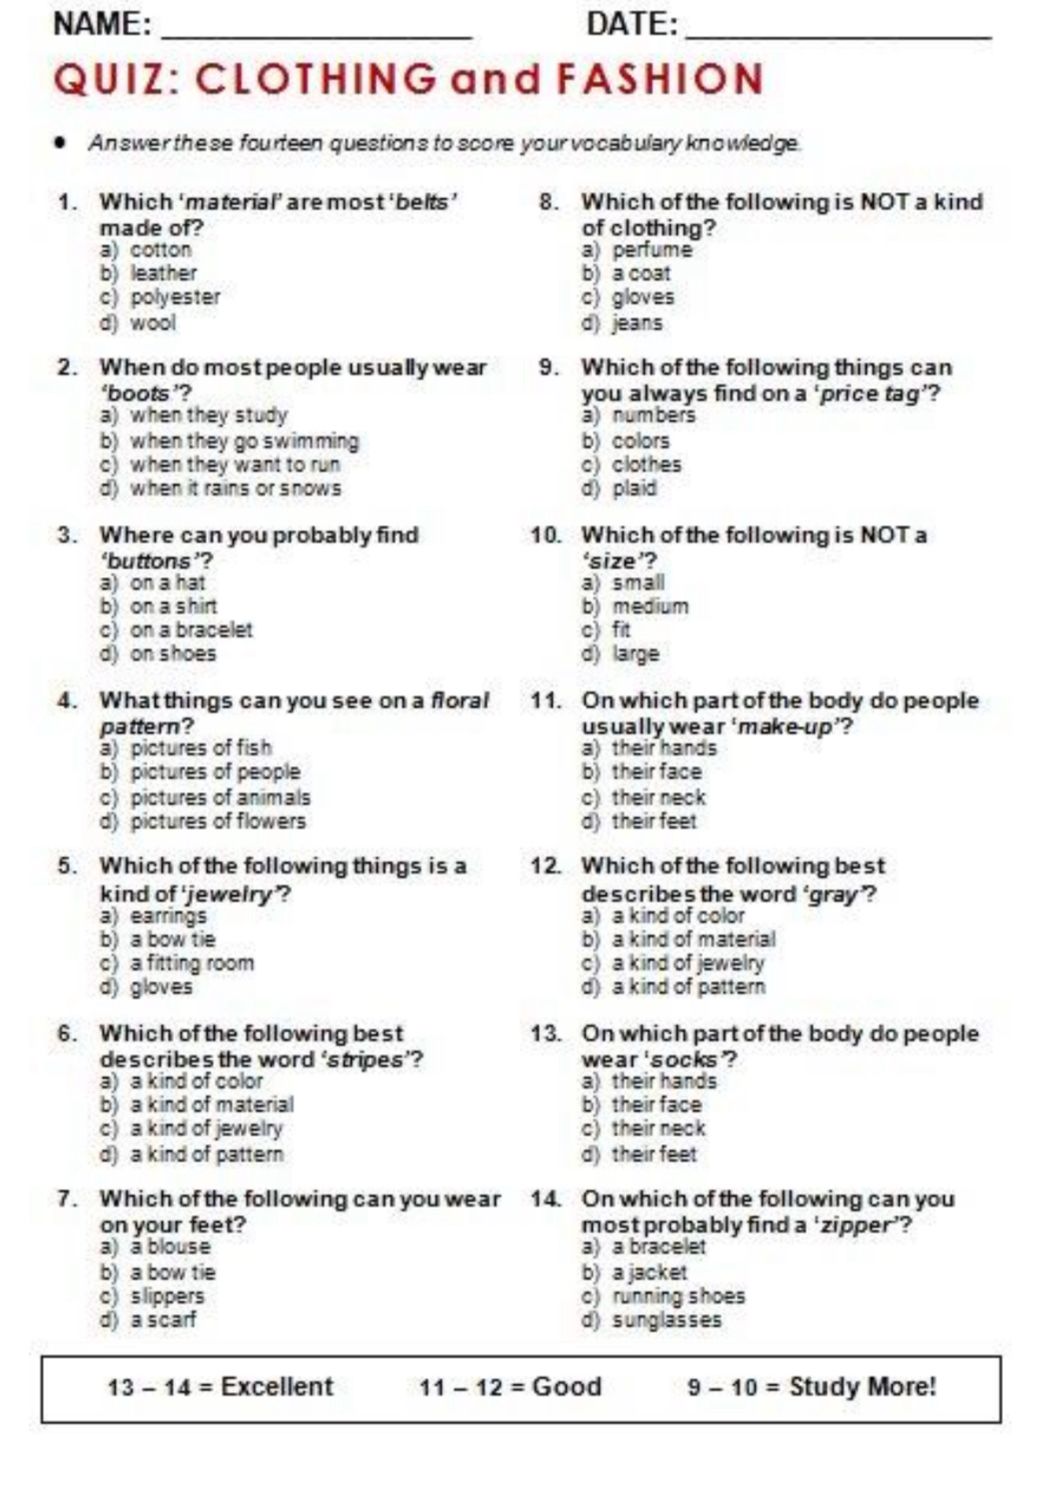 NAME: ____________________ DATE: ____________________
QUIZ: CLOTHING and FASHION
• Answer these fourteen questions to score your vocabulary knowledge.
1. Which ‘material’ are most ‘belts’
made of?
a) cotton
b) leather
c) polyester
d) wool
2. When do most people usually wear
‘boots’?
a) when they study
b) when they go swimming
c) when they want to run
d) when it rains or snows
3. Where can you probably find
‘buttons’?
a) on a hat
b) on a shirt
c) on a bracelet
d) on shoes
4. What things can you see on a floral
pattern?
a) pictures of fish
b) pictures of people
c) pictures of animals
d) pictures of flowers
5. Which of the following things is a
kind of ‘jewelry’?
a) earrings
b) a bow tie
c) a fitting room
d) gloves
6. Which of the following best
describes the word ‘stripes’?
a) a kind of color
b) a kind of material
c) a kind of jewelry
d) a kind of pattern
7. Which of the following can you wear
on your feet?
a) a blouse
b) a bow tie
c) slippers
d) a scarf
8. Which of the following is NOT a kind
of clothing?
a) perfume
b) a coat
c) gloves
d) jeans
9. Which of the following things can
you always find on a ‘price tag’?
a) numbers
b) colors
c) clothes
d) plaid
10. Which of the following is NOT a
‘size’?
a) small
b) medium
c) fit
d) large
11. On which part of the body do people
usually wear ‘make-up’?
a) their hands
b) their face
c) their neck
d) their feet
12. Which of the following best
describes the word ‘gray’?
a) a kind of color
b) a kind of material
c) a kind of jewelry
d) a kind of pattern
13. On which part of the body do people
wear ‘socks’?
a) their hands
b) their face
c) their neck
d) their feet
14. On which of the following can you
most probably find a ‘zipper’?
a) a bracelet
b) a jacket
c) running shoes
d) sunglasses
13 – 14 = Excellent 11 – 12 = Good 9 – 10 = Study More!